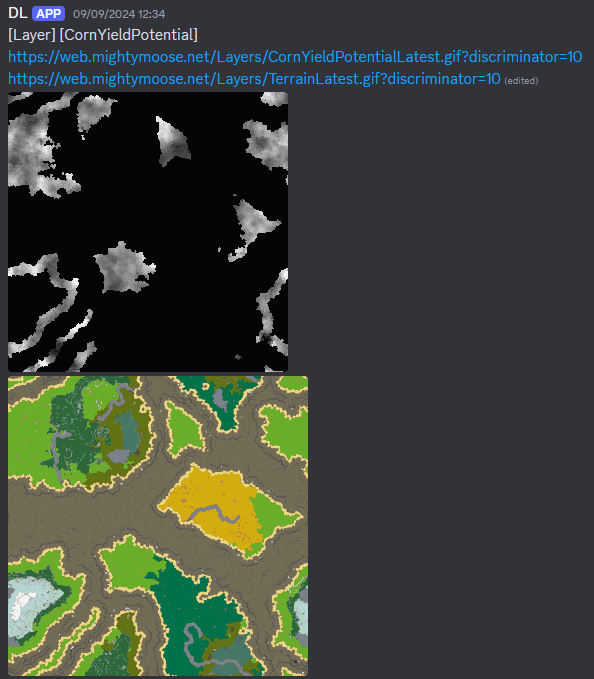 DL APP 09/09/2024 12:34
[Layer] [CornYieldPotential]
https://web.mightymoose.net/Layers/CornYieldPotentialLatest.gif?discriminator=10
https://web.mightymoose.net/Layers/TerrainLatest.gif?discriminator=10 (edited)